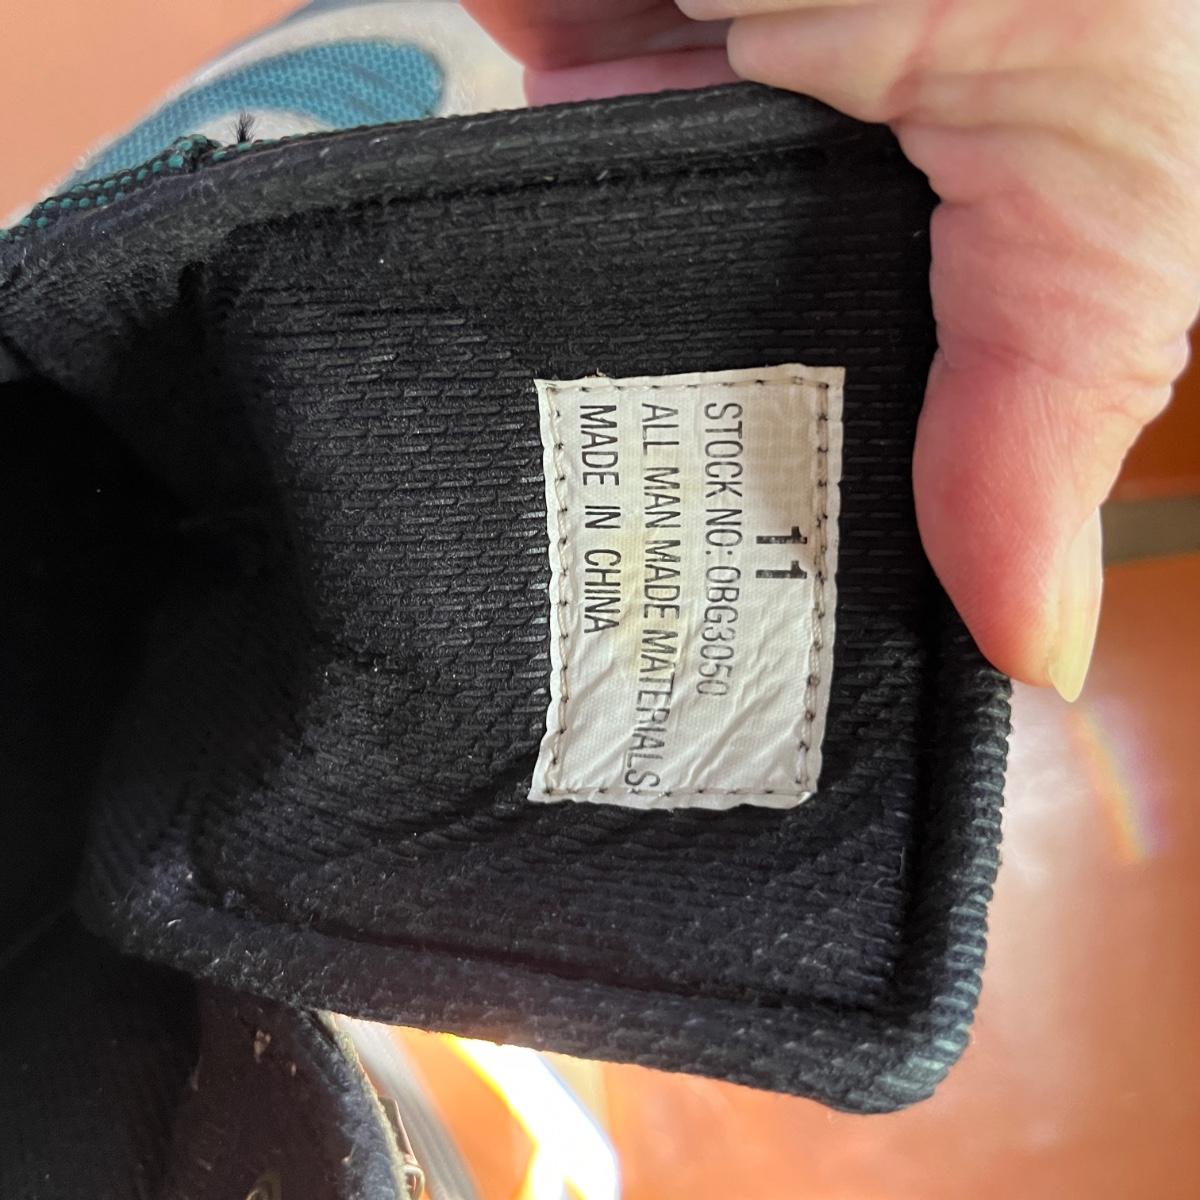 11
STOCK NO: OBG3050
ALL MAN MADE MATERIALS
MADE IN CHINA